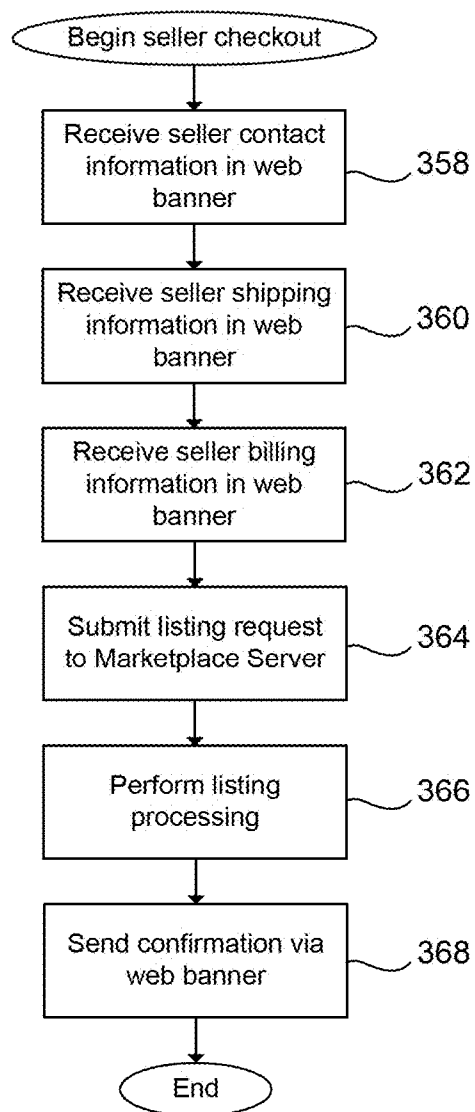 Begin seller checkout
Receive seller contact
information in web
banner
358
Receive seller shipping
information in web
banner
360
Receive seller billing
information in web
banner
362
Submit listing request
to Marketplace Server
364
Perform listing
processing
366
Send confirmation via
web banner
368
End